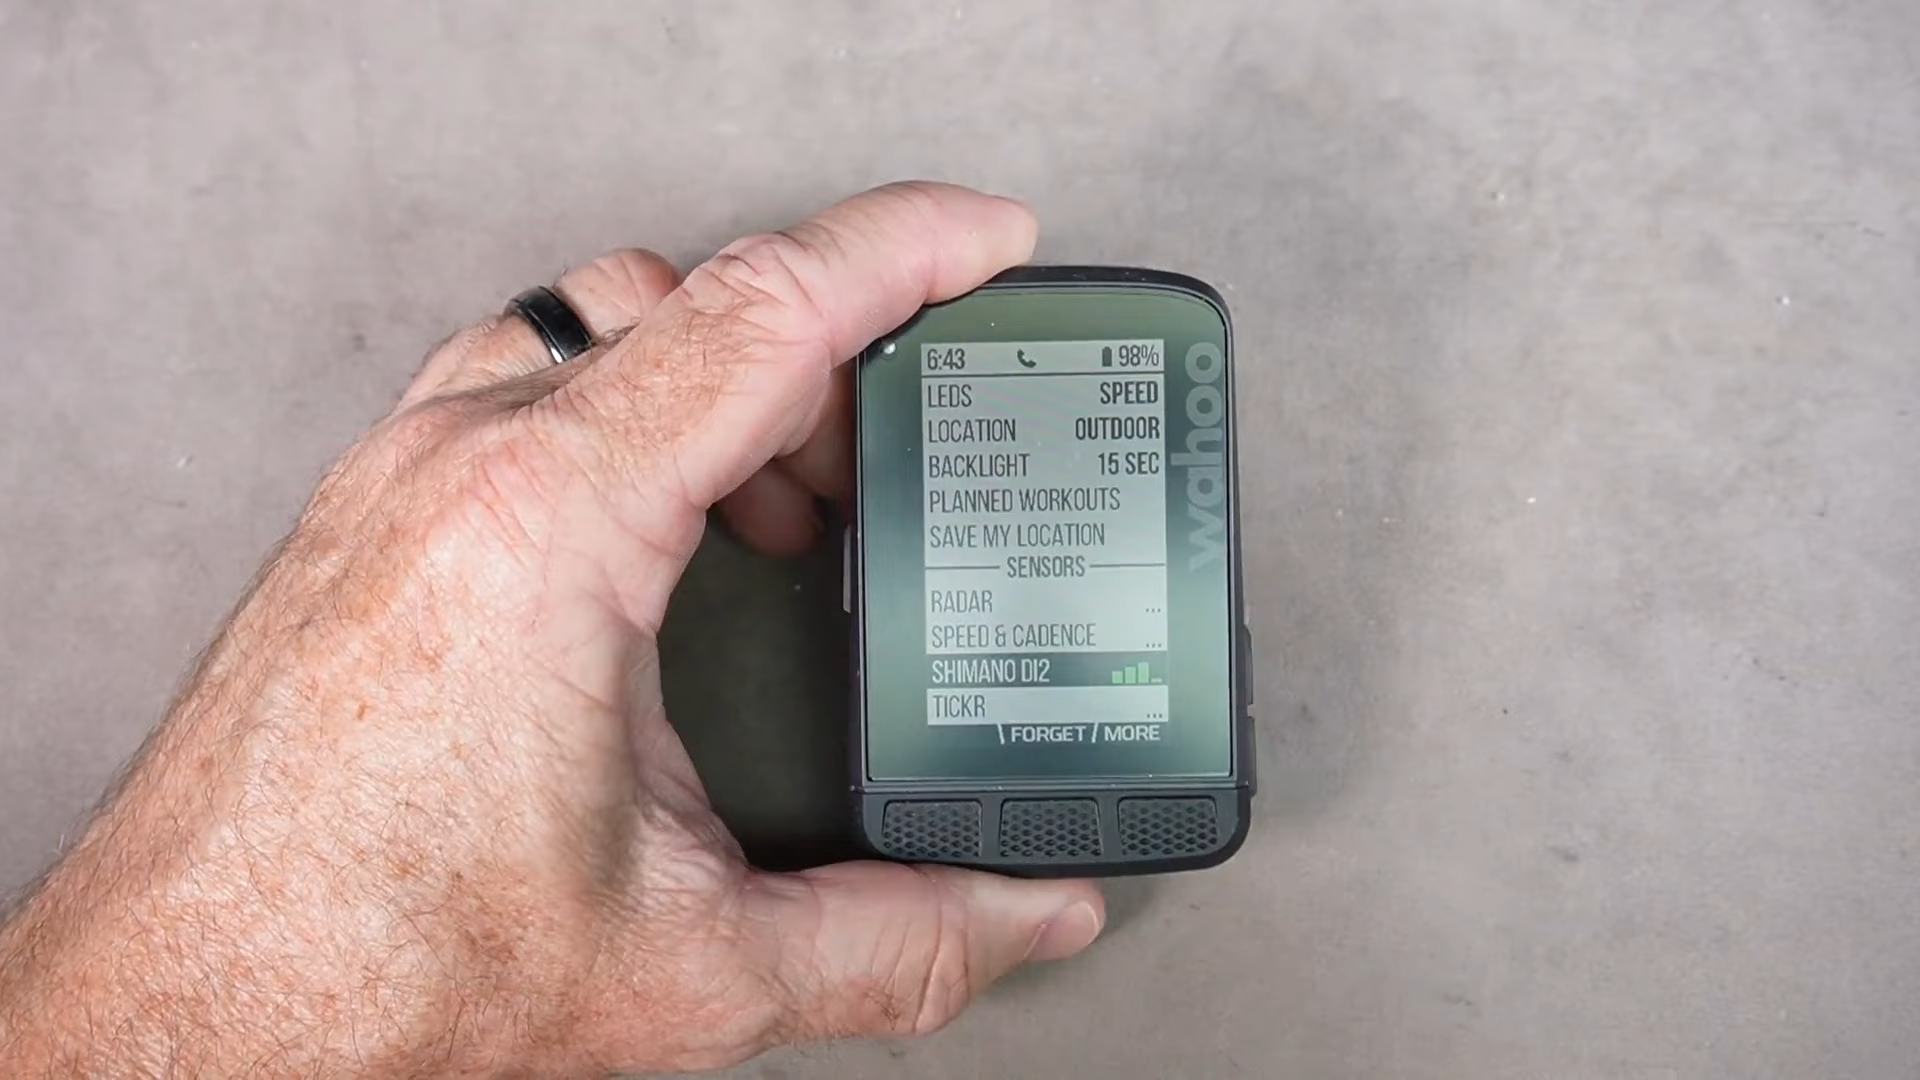 6:43 98%
LEDS SPEED
LOCATION OUTDOOR
BACKLIGHT 15 SEC
PLANNED WORKOUTS
SAVE MY LOCATION
SENSORS
RADAR ...
SPEED & CADENCE ...
SHIMANO DI2
TICKR ...
\ FORGET / MORE
wahoo